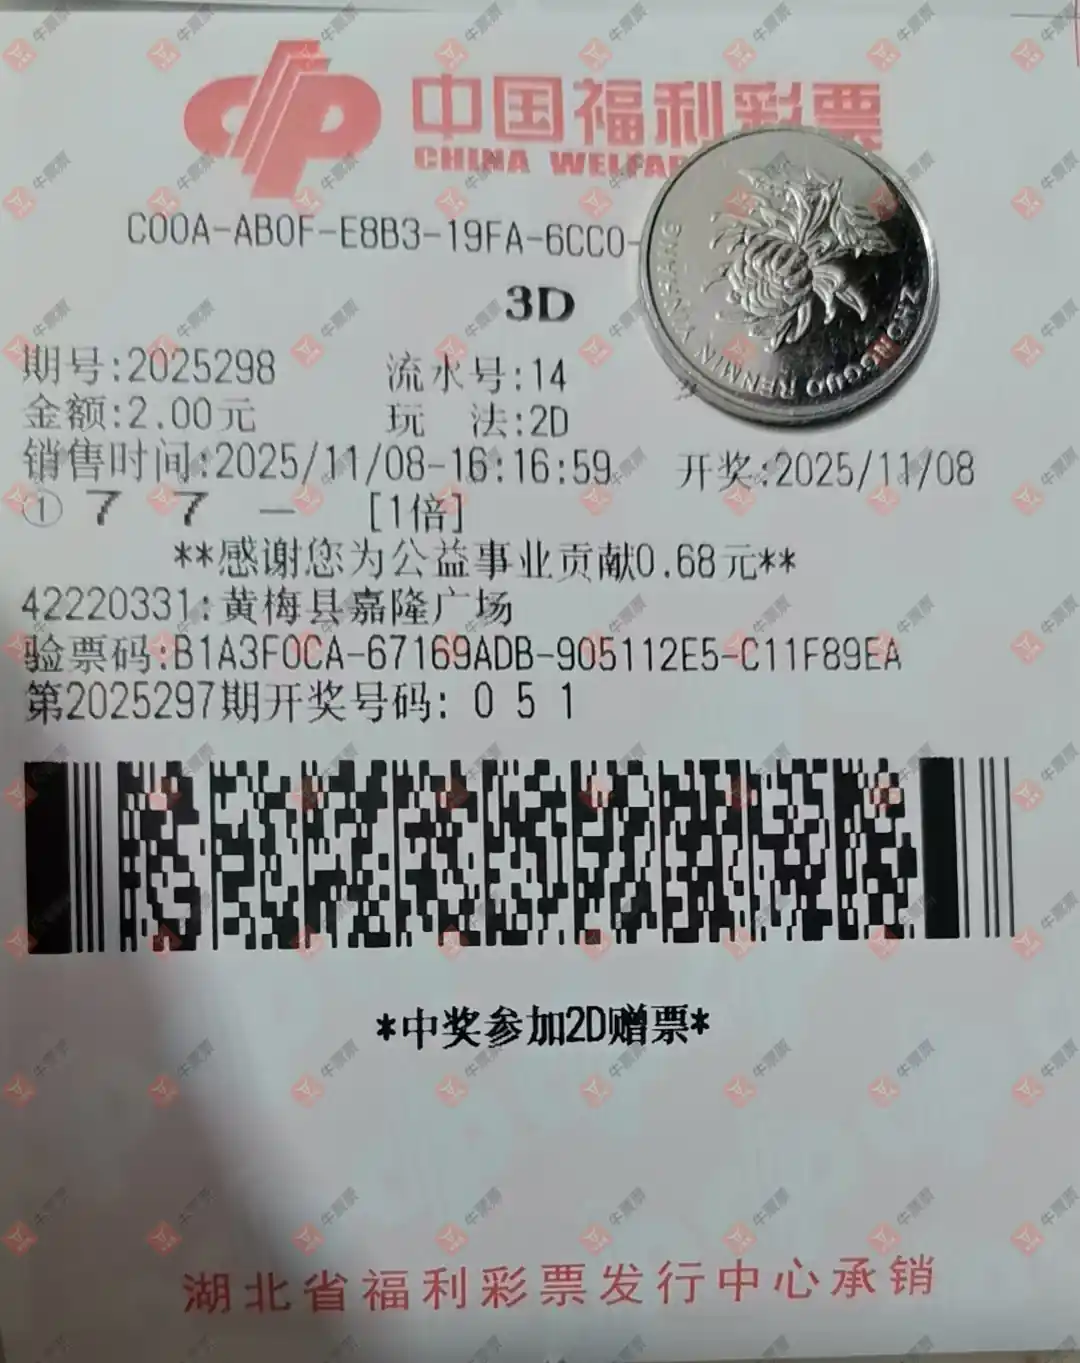 中国福利彩票
CHINA WELFA
C00A-AB0F-E8B3-19FA-6CC0-
3D
期号:2025298 流水号:14
金额:2.00元 玩 法:2D
销售时间:2025/11/08-16:16:59 开奖:2025/11/08
① 7 7 — [1倍]
**感谢您为公益事业贡献0.68元**
42220331:黄梅县嘉隆广场
验票码:B1A3F0CA-67169ADB-905112E5-C11F89EA
第2025297期开奖号码: 0 5 1
*中奖参加2D赠票*
湖北省福利彩票发行中心承销
ZHONGGUO RENMIN YINHANG
牛票票